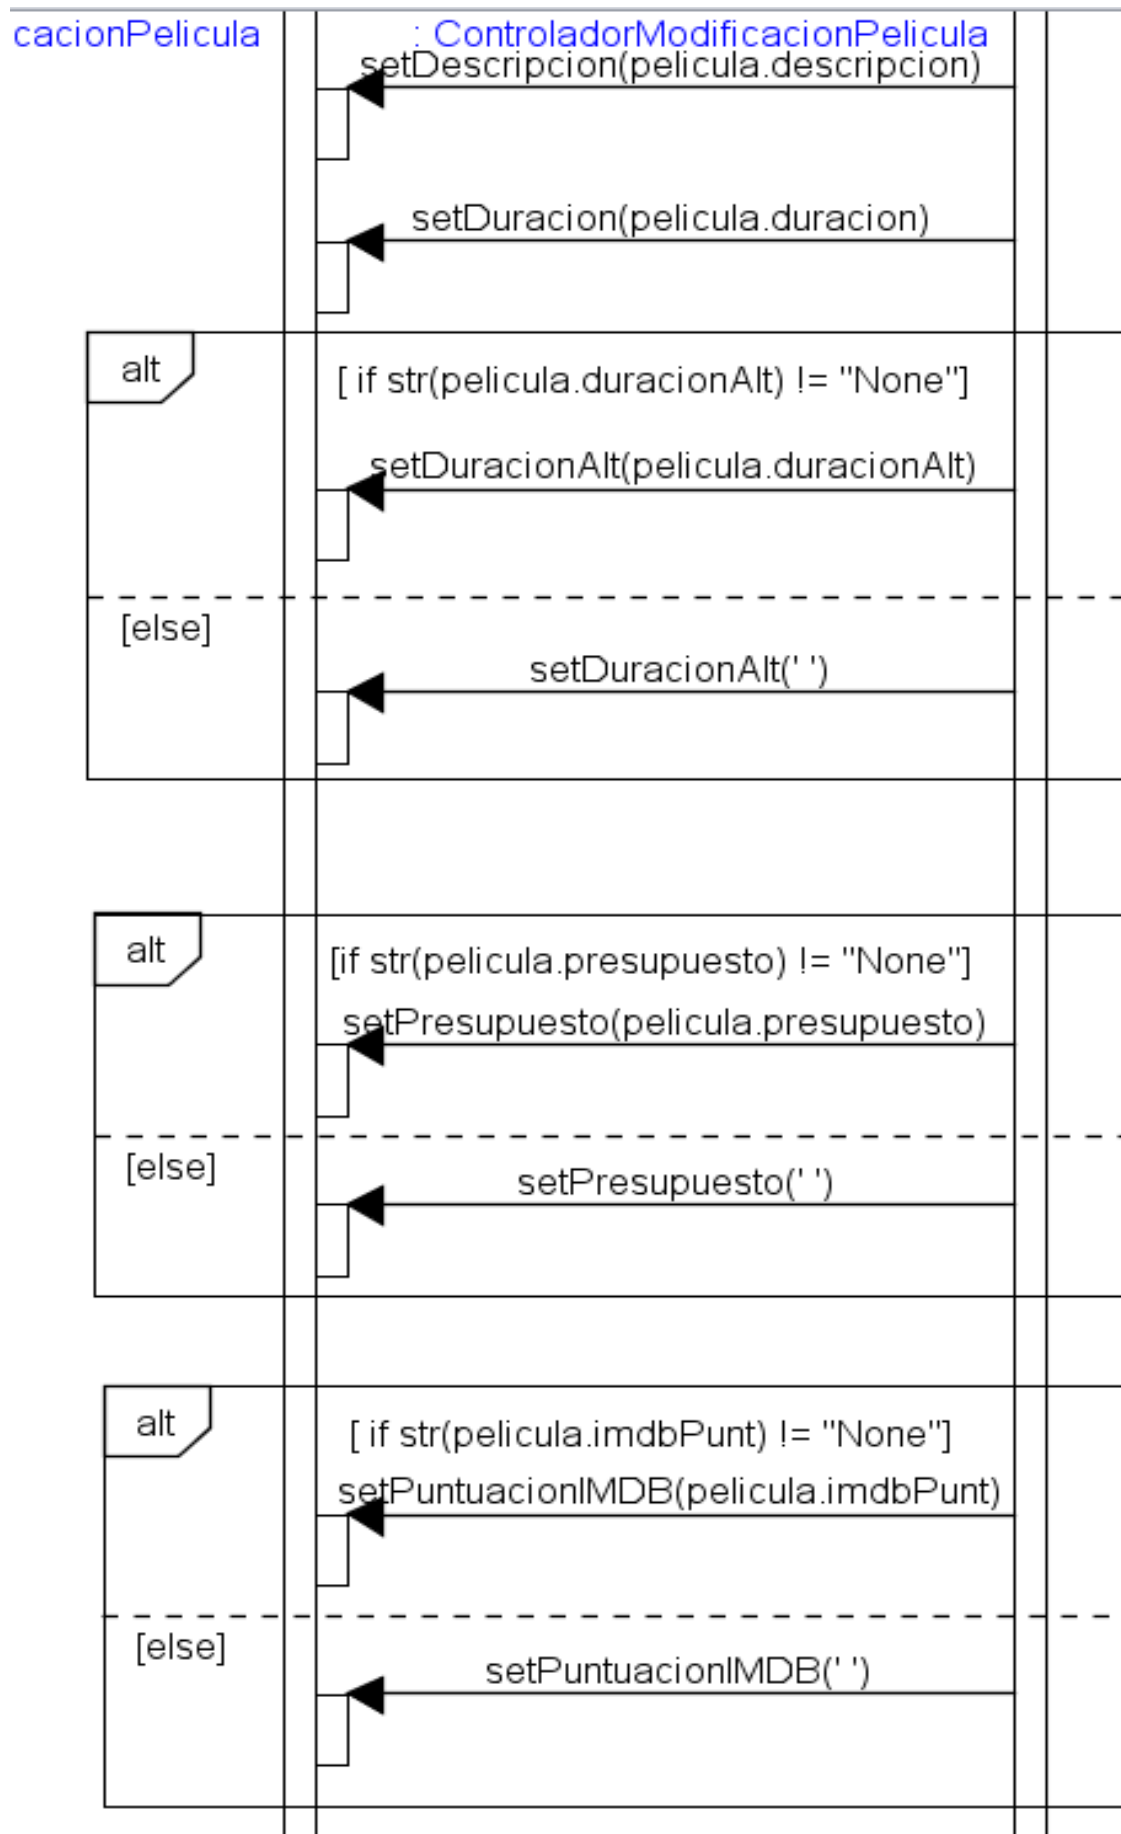 cacionPelicula
: ControladorModificacionPelicula
setDescripcion(pelicula.descripcion)
setDuracion(pelicula.duracion)
alt
[ if str(pelicula.duracionAlt) != "None"]
setDuracionAlt(pelicula.duracionAlt)
[else]
setDuracionAlt(' ')
alt
[if str(pelicula.presupuesto) != "None"]
setPresupuesto(pelicula.presupuesto)
[else]
setPresupuesto(' ')
alt
[ if str(pelicula.imdbPunt) != "None"]
setPuntuacionIMDB(pelicula.imdbPunt)
[else]
setPuntuacionIMDB(' ')